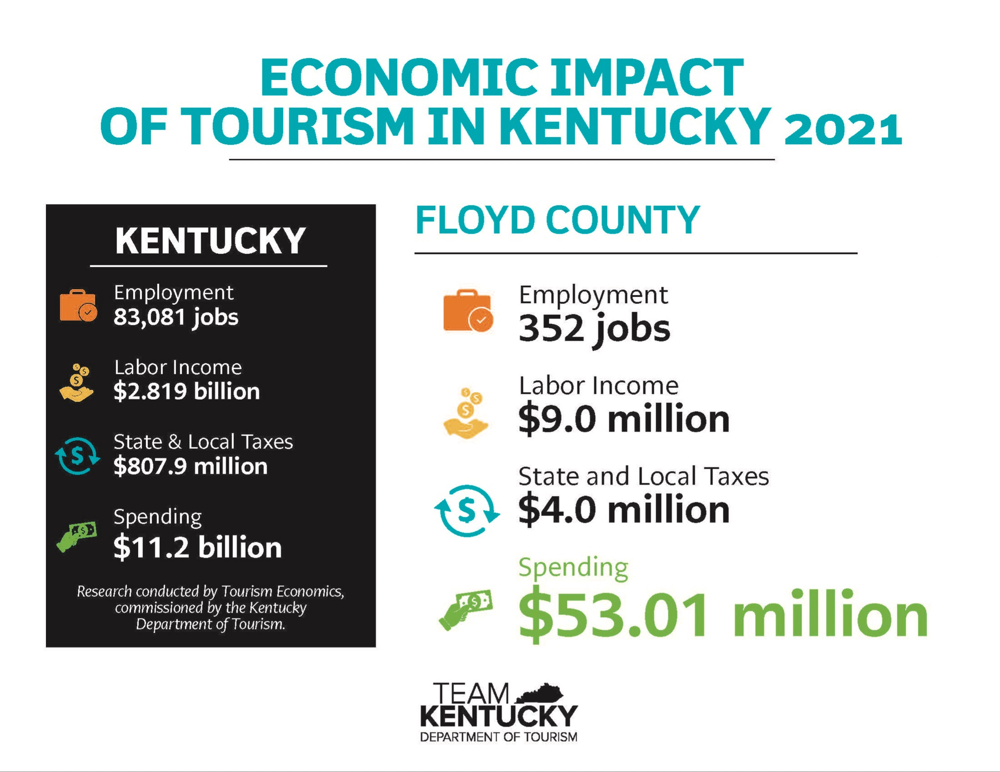 ECONOMIC IMPACT
OF TOURISM IN KENTUCKY 2021
KENTUCKY
Employment
83,081 jobs
Labor Income
$2.819 billion
State & Local Taxes
$807.9 million
Spending
$11.2 billion
Research conducted by Tourism Economics,
commissioned by the Kentucky
Department of Tourism.
FLOYD COUNTY
Employment
352 jobs
Labor Income
$9.0 million
State and Local Taxes
$4.0 million
Spending
$53.01 million
TEAM
KENTUCKY
DEPARTMENT OF TOURISM